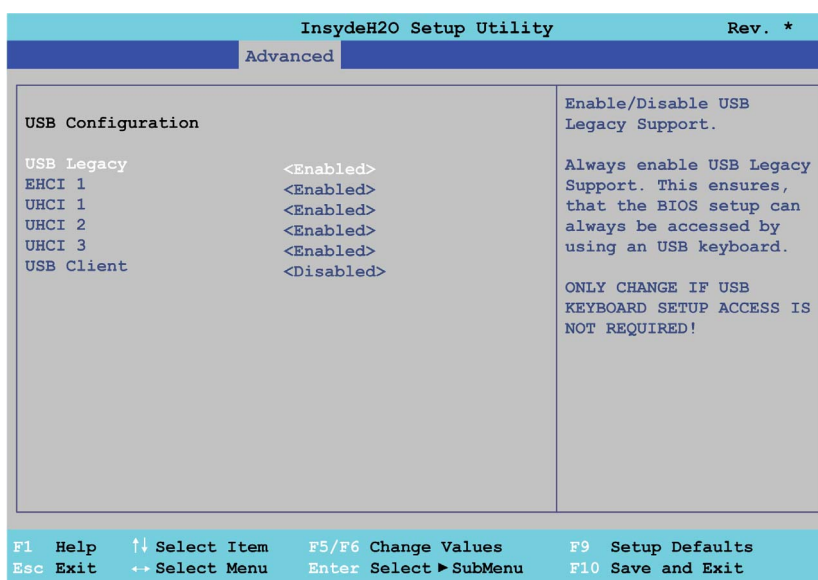 InsydeH2O Setup Utility Rev. *
Advanced
USB Configuration
USB Legacy <Enabled>
EHCI 1 <Enabled>
UHCI 1 <Enabled>
UHCI 2 <Enabled>
UHCI 3 <Enabled>
USB Client <Disabled>
Enable/Disable USB
Legacy Support.
Always enable USB Legacy
Support. This ensures,
that the BIOS setup can
always be accessed by
using an USB keyboard.
ONLY CHANGE IF USB
KEYBOARD SETUP ACCESS IS
NOT REQUIRED!
F1 Help ↑↓ Select Item F5/F6 Change Values F9 Setup Defaults
Esc Exit ↔ Select Menu Enter Select ► SubMenu F10 Save and Exit